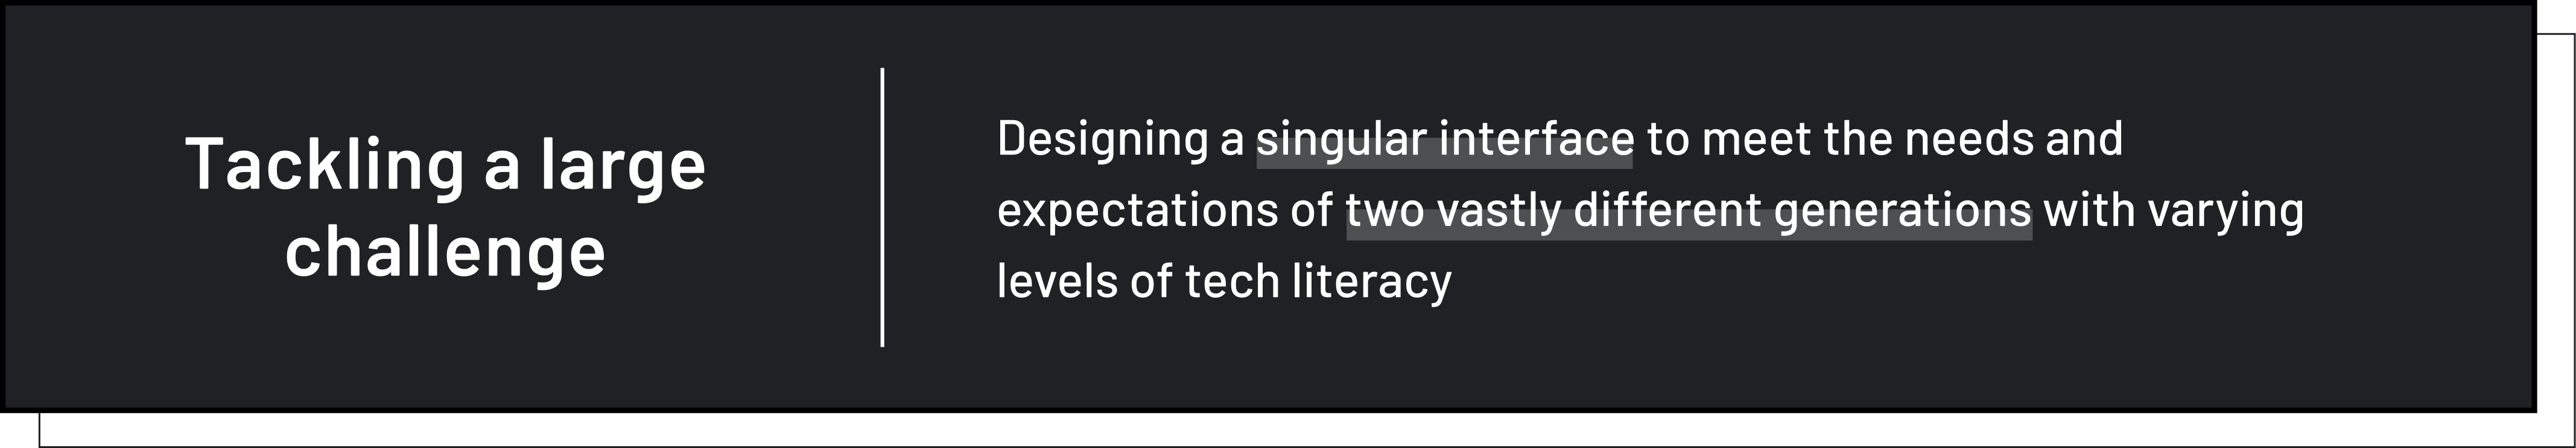 Tackling a large
challenge
Designing a singular interface to meet the needs and
expectations of two vastly different generations with varying
levels of tech literacy